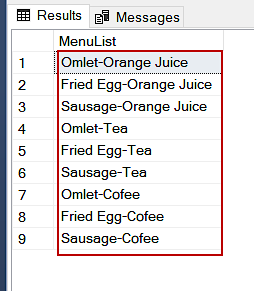 Results Messages
MenuList
1 Omlet-Orange Juice
2 Fried Egg-Orange Juice
3 Sausage-Orange Juice
4 Omlet-Tea
5 Fried Egg-Tea
6 Sausage-Tea
7 Omlet-Cofee
8 Fried Egg-Cofee
9 Sausage-Cofee